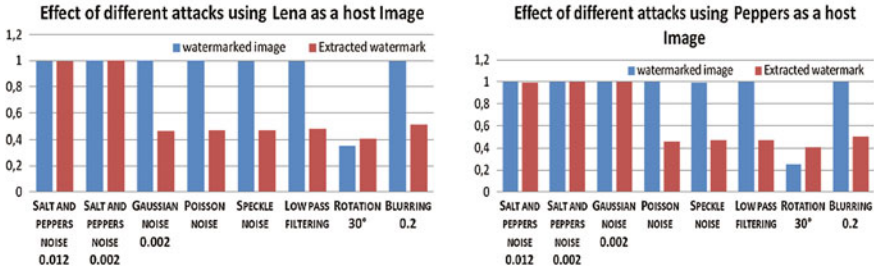 Effect of different attacks using Lena as a host Image
1,2
1
0,8
0,6
0,4
0,2
0
watermarked image
Extracted watermark
SALT AND PEPPERS NOISE 0.012
SALT AND PEPPERS NOISE 0.002
GAUSSIAN NOISE 0.002
POISSON NOISE
SPECKLE NOISE
LOW PASS FILTERING
ROTATION 30°
BLURRING 0.2
Effect of different attacks using Peppers as a host
Image
1,2
1
0,8
0,6
0,4
0,2
0
watermarked image
Extracted watermark
SALT AND PEPPERS NOISE 0.012
SALT AND PEPPERS NOISE 0.002
GAUSSIAN NOISE 0.002
POISSON NOISE
SPECKLE NOISE
LOW PASS FILTERING
ROTATION 30°
BLURRING 0.2